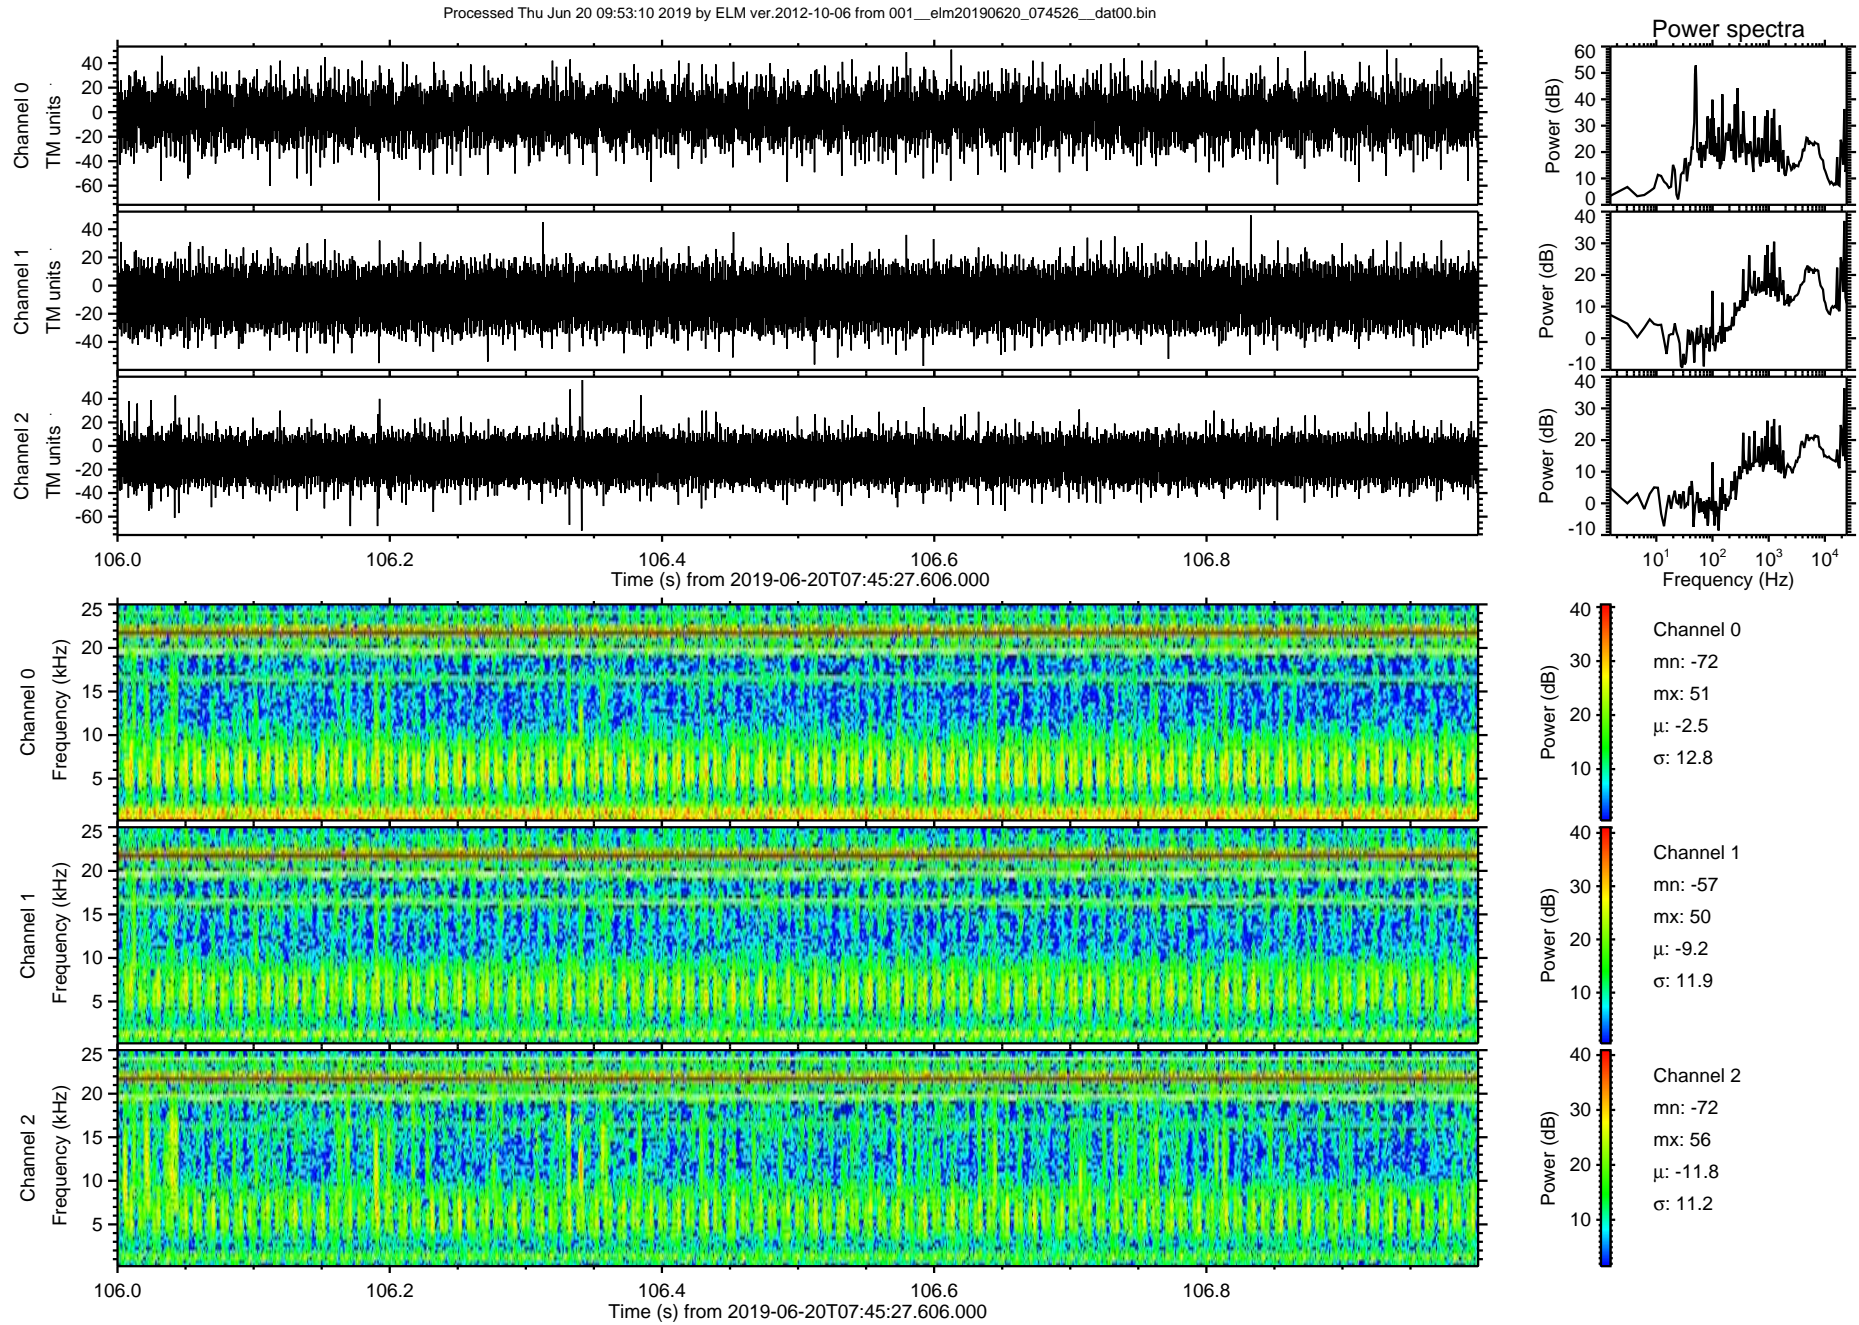 Processed Thu Jun 20 09:53:10 2019 by ELM ver.2012-10-06 from 001__elm20190620_074526__dat00.bin
Power spectra
Channel 0
TM units
40
20
0
-20
-40
-60
Power (dB)
60
50
40
30
20
10
0
Channel 1
TM units
40
20
0
-20
-40
Power (dB)
40
30
20
10
0
-10
Channel 2
TM units
40
20
0
-20
-40
-60
Power (dB)
40
30
20
10
0
-10
106.0 106.2 106.4 106.6 106.8
Time (s) from 2019-06-20T07:45:27.606.000
10^1 10^2 10^3 10^4
Frequency (Hz)
Channel 0
Frequency (kHz)
25
20
15
10
5
Power (dB)
40
30
20
10
Channel 0
mn: -72
mx: 51
μ: -2.5
σ: 12.8
Channel 1
Frequency (kHz)
25
20
15
10
5
Power (dB)
40
30
20
10
Channel 1
mn: -57
mx: 50
μ: -9.2
σ: 11.9
Channel 2
Frequency (kHz)
25
20
15
10
5
Power (dB)
40
30
20
10
Channel 2
mn: -72
mx: 56
μ: -11.8
σ: 11.2
106.0 106.2 106.4 106.6 106.8
Time (s) from 2019-06-20T07:45:27.606.000